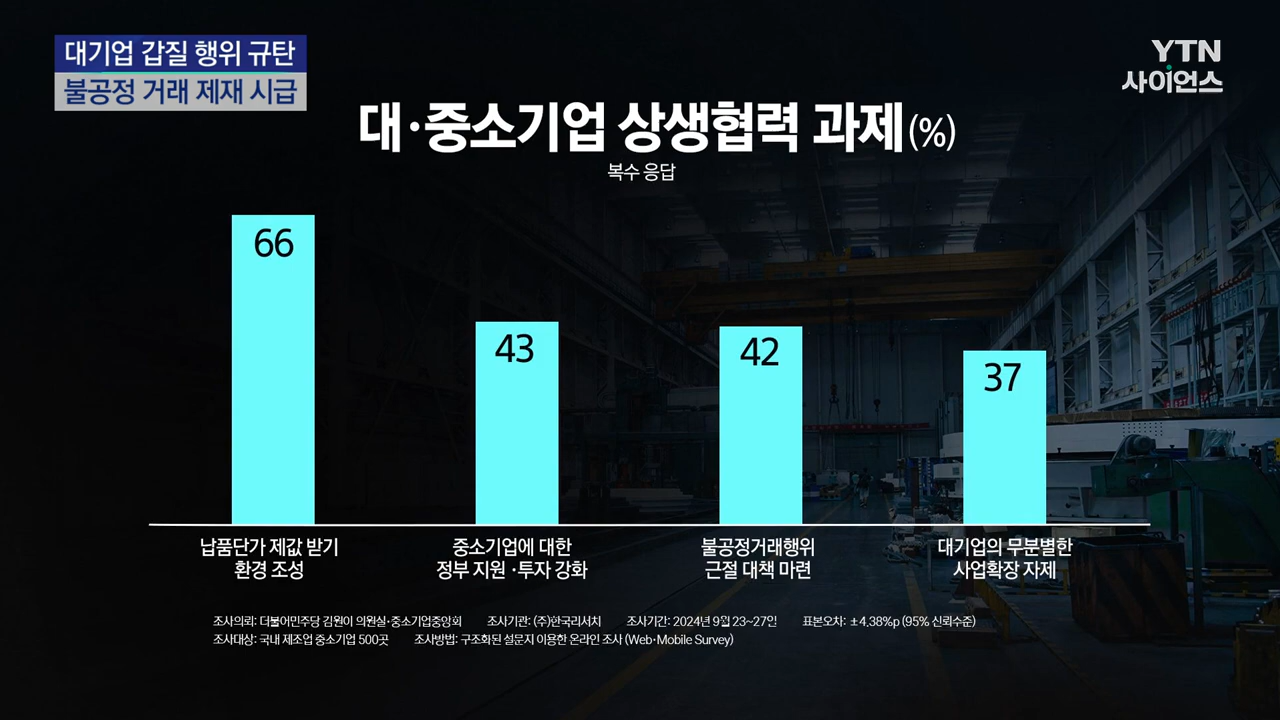 대기업 갑질 행위 규탄
불공정 거래 제재 시급
YTN
사이언스
대·중소기업 상생협력 과제(%)
복수 응답
66
43
42
37
납품단가 제값 받기
환경 조성
중소기업에 대한
정부 지원 ·투자 강화
불공정거래행위
근절 대책 마련
대기업의 무분별한
사업확장 자제
조사의뢰: 더불어민주당 김원이 의원실·중소기업중앙회 조사기관: (주)한국리서치 조사기간: 2024년 9월 23~27일 표본오차: ±4.38%p (95% 신뢰수준)
조사대상: 국내 제조업 중소기업 500곳 조사방법: 구조화된 설문지 이용한 온라인 조사 (Web·Mobile Survey)